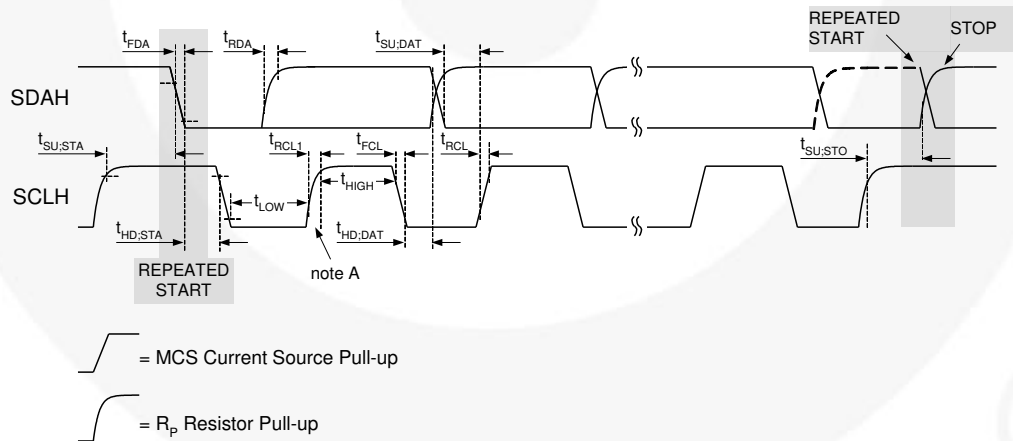 REPEATED
START
STOP
tFDA
tRDA
tSU;DAT
SDAH
tSU;STA
tRCL1
tFCL
tRCL
tSU;STO
SCLH
tHIGH
tLOW
tHD;STA
tHD;DAT
note A
REPEATED
START
= MCS Current Source Pull-up
= RP Resistor Pull-up